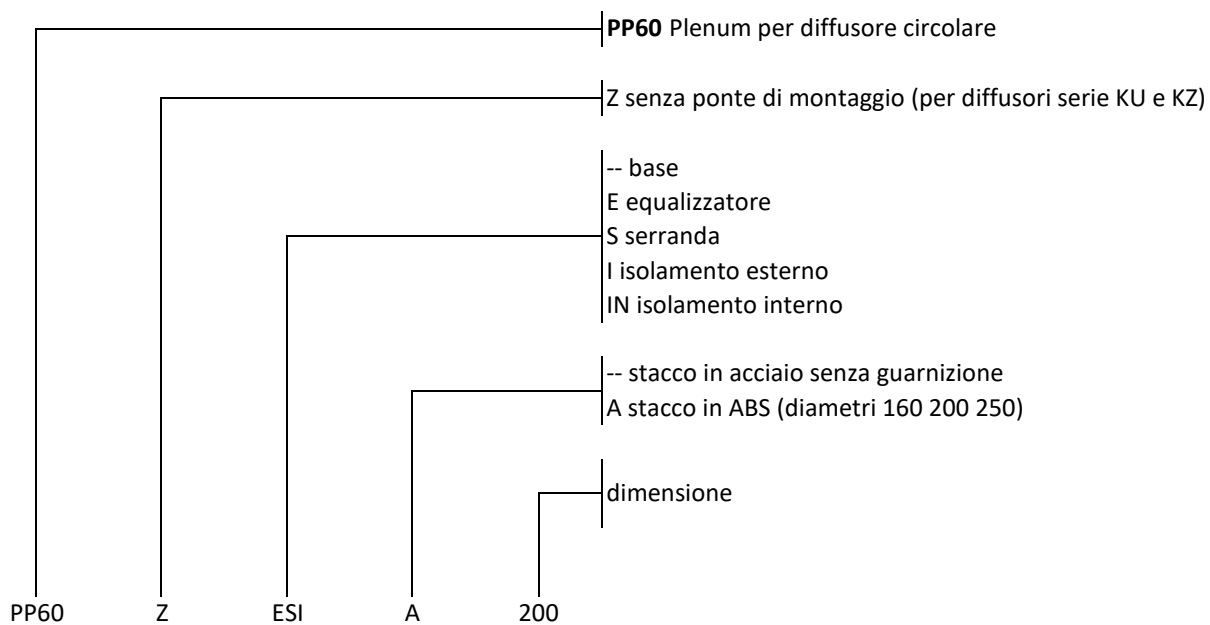 PP60 Plenum per diffusore circolare
Z senza ponte di montaggio (per diffusori serie KU e KZ)
-- base
E equalizzatore
S serranda
I isolamento esterno
IN isolamento interno
-- stacco in acciaio senza guarnizione
A stacco in ABS (diametri 160 200 250)
dimensione
PP60 Z ESI A 200